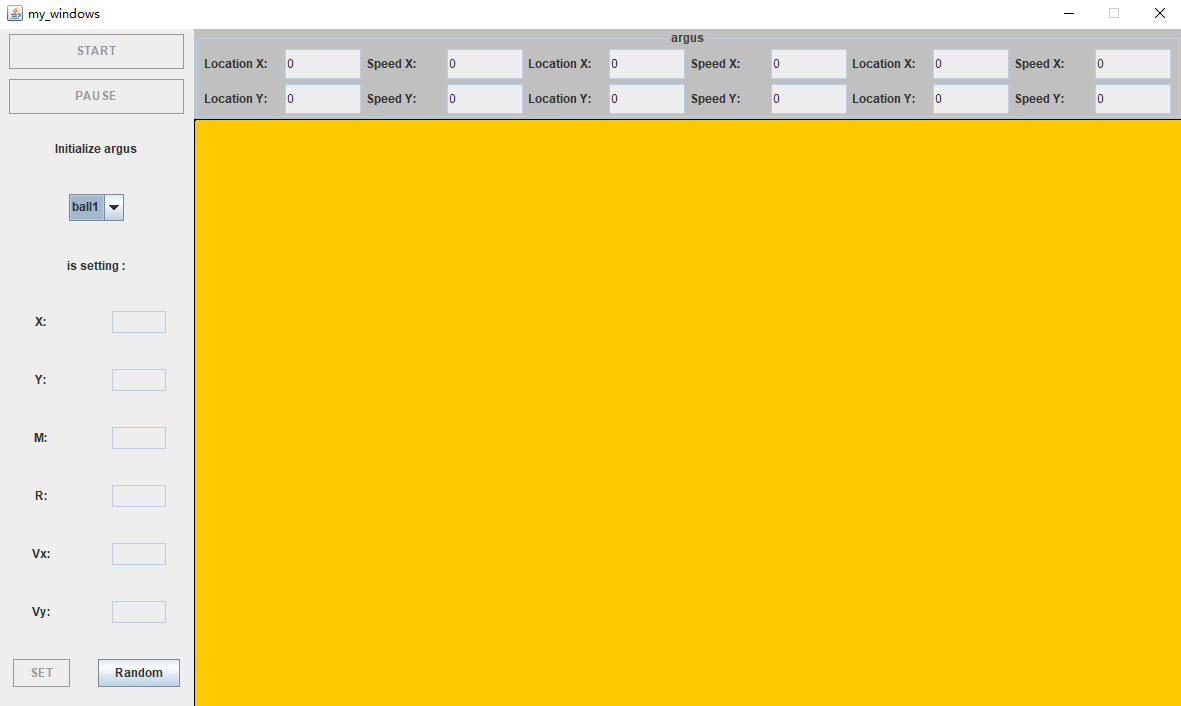 my_windows
START
PAUSE
argus
Location X: 0 Speed X: 0 Location X: 0 Speed X: 0 Location X: 0 Speed X: 0
Location Y: 0 Speed Y: 0 Location Y: 0 Speed Y: 0 Location Y: 0 Speed Y: 0
Initialize argus
ball1
is setting :
X:
Y:
M:
R:
Vx:
Vy:
SET Random